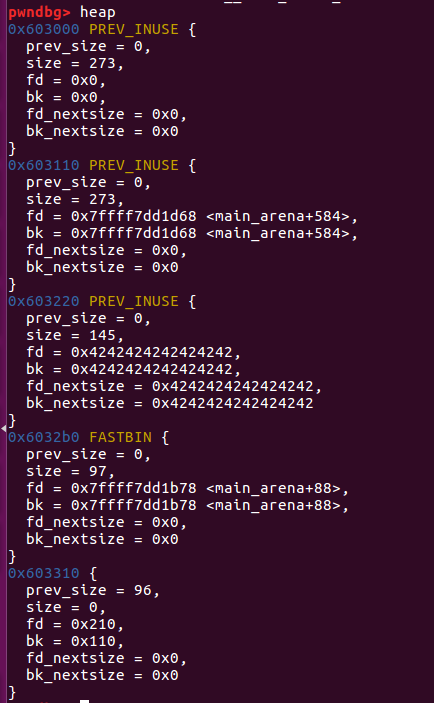 pwndbg> heap
0x603000 PREV_INUSE {
  prev_size = 0,
  size = 273,
  fd = 0x0,
  bk = 0x0,
  fd_nextsize = 0x0,
  bk_nextsize = 0x0
}
0x603110 PREV_INUSE {
  prev_size = 0,
  size = 273,
  fd = 0x7ffff7dd1d68 <main_arena+584>,
  bk = 0x7ffff7dd1d68 <main_arena+584>,
  fd_nextsize = 0x0,
  bk_nextsize = 0x0
}
0x603220 PREV_INUSE {
  prev_size = 0,
  size = 145,
  fd = 0x4242424242424242,
  bk = 0x4242424242424242,
  fd_nextsize = 0x4242424242424242,
  bk_nextsize = 0x4242424242424242
}
0x6032b0 FASTBIN {
  prev_size = 0,
  size = 97,
  fd = 0x7ffff7dd1b78 <main_arena+88>,
  bk = 0x7ffff7dd1b78 <main_arena+88>,
  fd_nextsize = 0x0,
  bk_nextsize = 0x0
}
0x603310 {
  prev_size = 96,
  size = 0,
  fd = 0x210,
  bk = 0x110,
  fd_nextsize = 0x0,
  bk_nextsize = 0x0
}